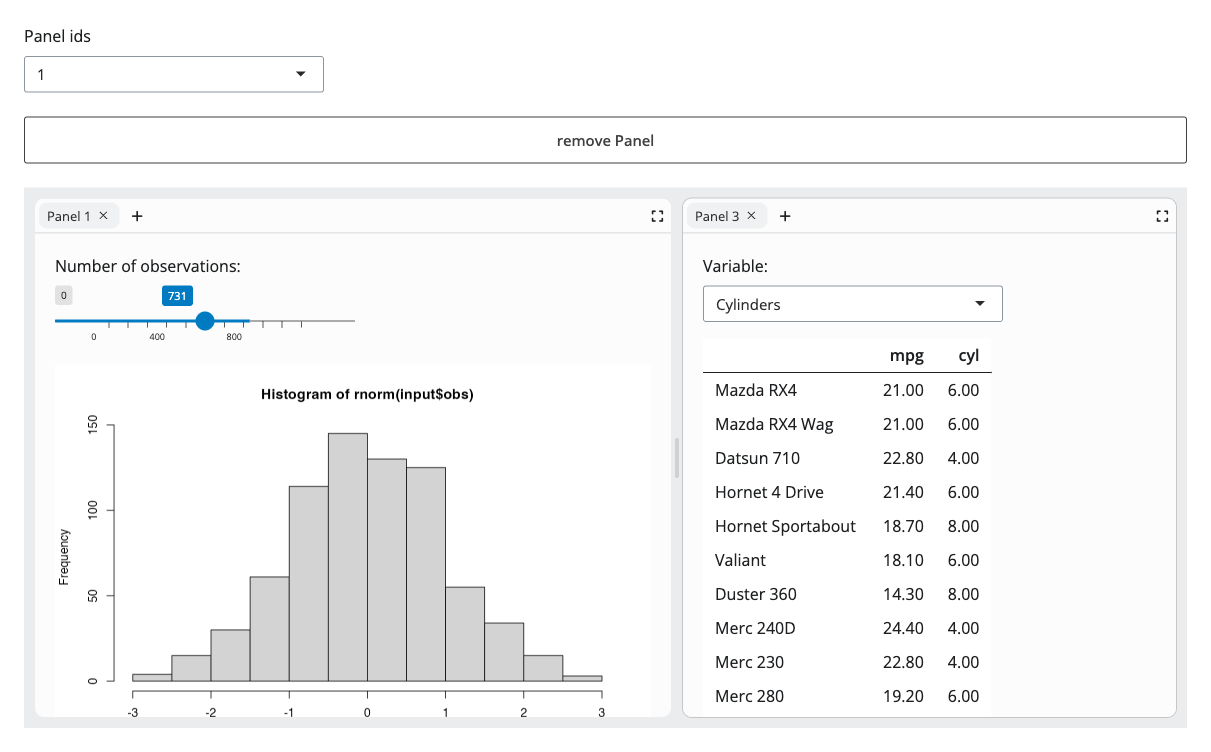 Panel ids
1
remove Panel
Panel 1
Number of observations:
0
731
0 400 800
Histogram of rnorm(input$obs)
Frequency
150
100
50
0
-3 -2 -1 0 1 2 3
Panel 3
Variable:
Cylinders
mpg cyl
Mazda RX4 21.00 6.00
Mazda RX4 Wag 21.00 6.00
Datsun 710 22.80 4.00
Hornet 4 Drive 21.40 6.00
Hornet Sportabout 18.70 8.00
Valiant 18.10 6.00
Duster 360 14.30 8.00
Merc 240D 24.40 4.00
Merc 230 22.80 4.00
Merc 280 19.20 6.00